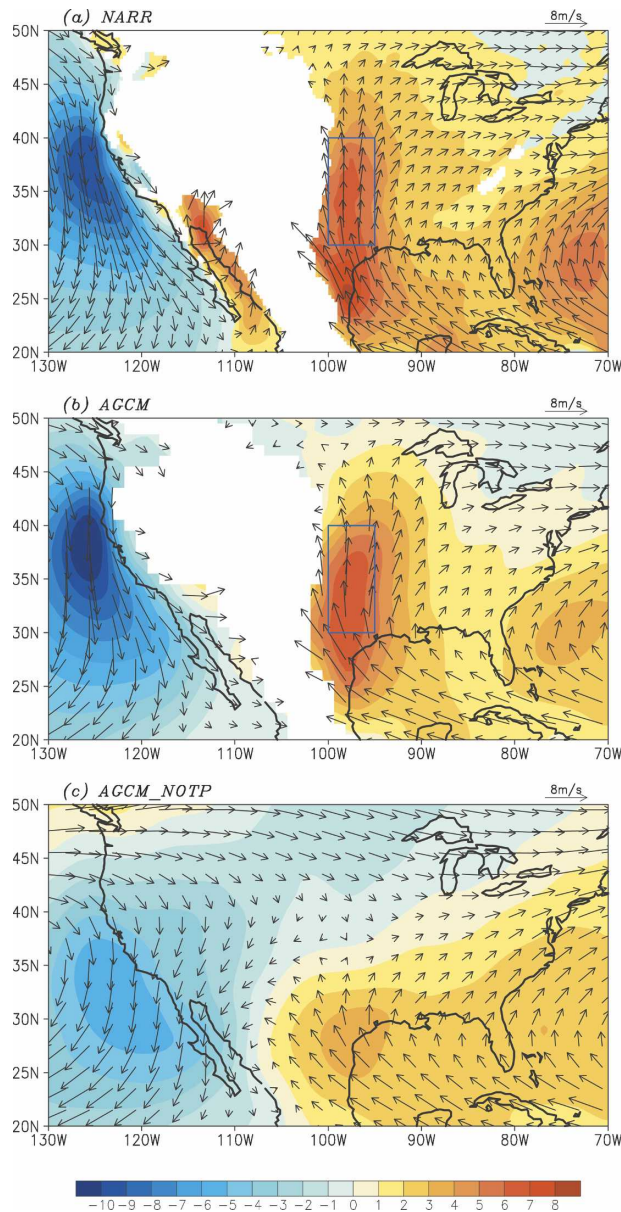 (a) NARR 8m/s
50N
45N
40N
35N
30N
25N
20N
130W 120W 110W 100W 90W 80W 70W
(b) AGCM 8m/s
50N
45N
40N
35N
30N
25N
20N
130W 120W 110W 100W 90W 80W 70W
(c) AGCM_NOTP 8m/s
50N
45N
40N
35N
30N
25N
20N
130W 120W 110W 100W 90W 80W 70W
-10 -9 -8 -7 -6 -5 -4 -3 -2 -1 0 1 2 3 4 5 6 7 8